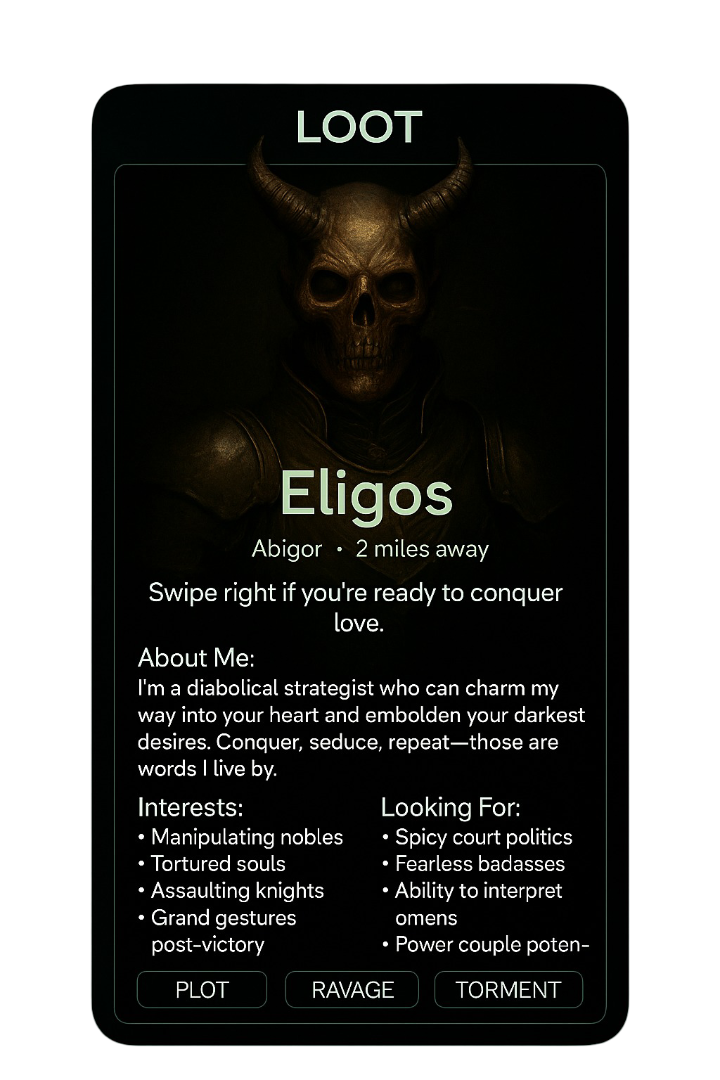 LOOT
Eligos
Abigor • 2 miles away
Swipe right if you're ready to conquer
love.
About Me:
I'm a diabolical strategist who can charm my
way into your heart and embolden your darkest
desires. Conquer, seduce, repeat—those are
words I live by.
Interests:
• Manipulating nobles
• Tortured souls
• Assaulting knights
• Grand gestures
post-victory
Looking For:
• Spicy court politics
• Fearless badasses
• Ability to interpret
omens
• Power couple poten-
PLOT
RAVAGE
TORMENT